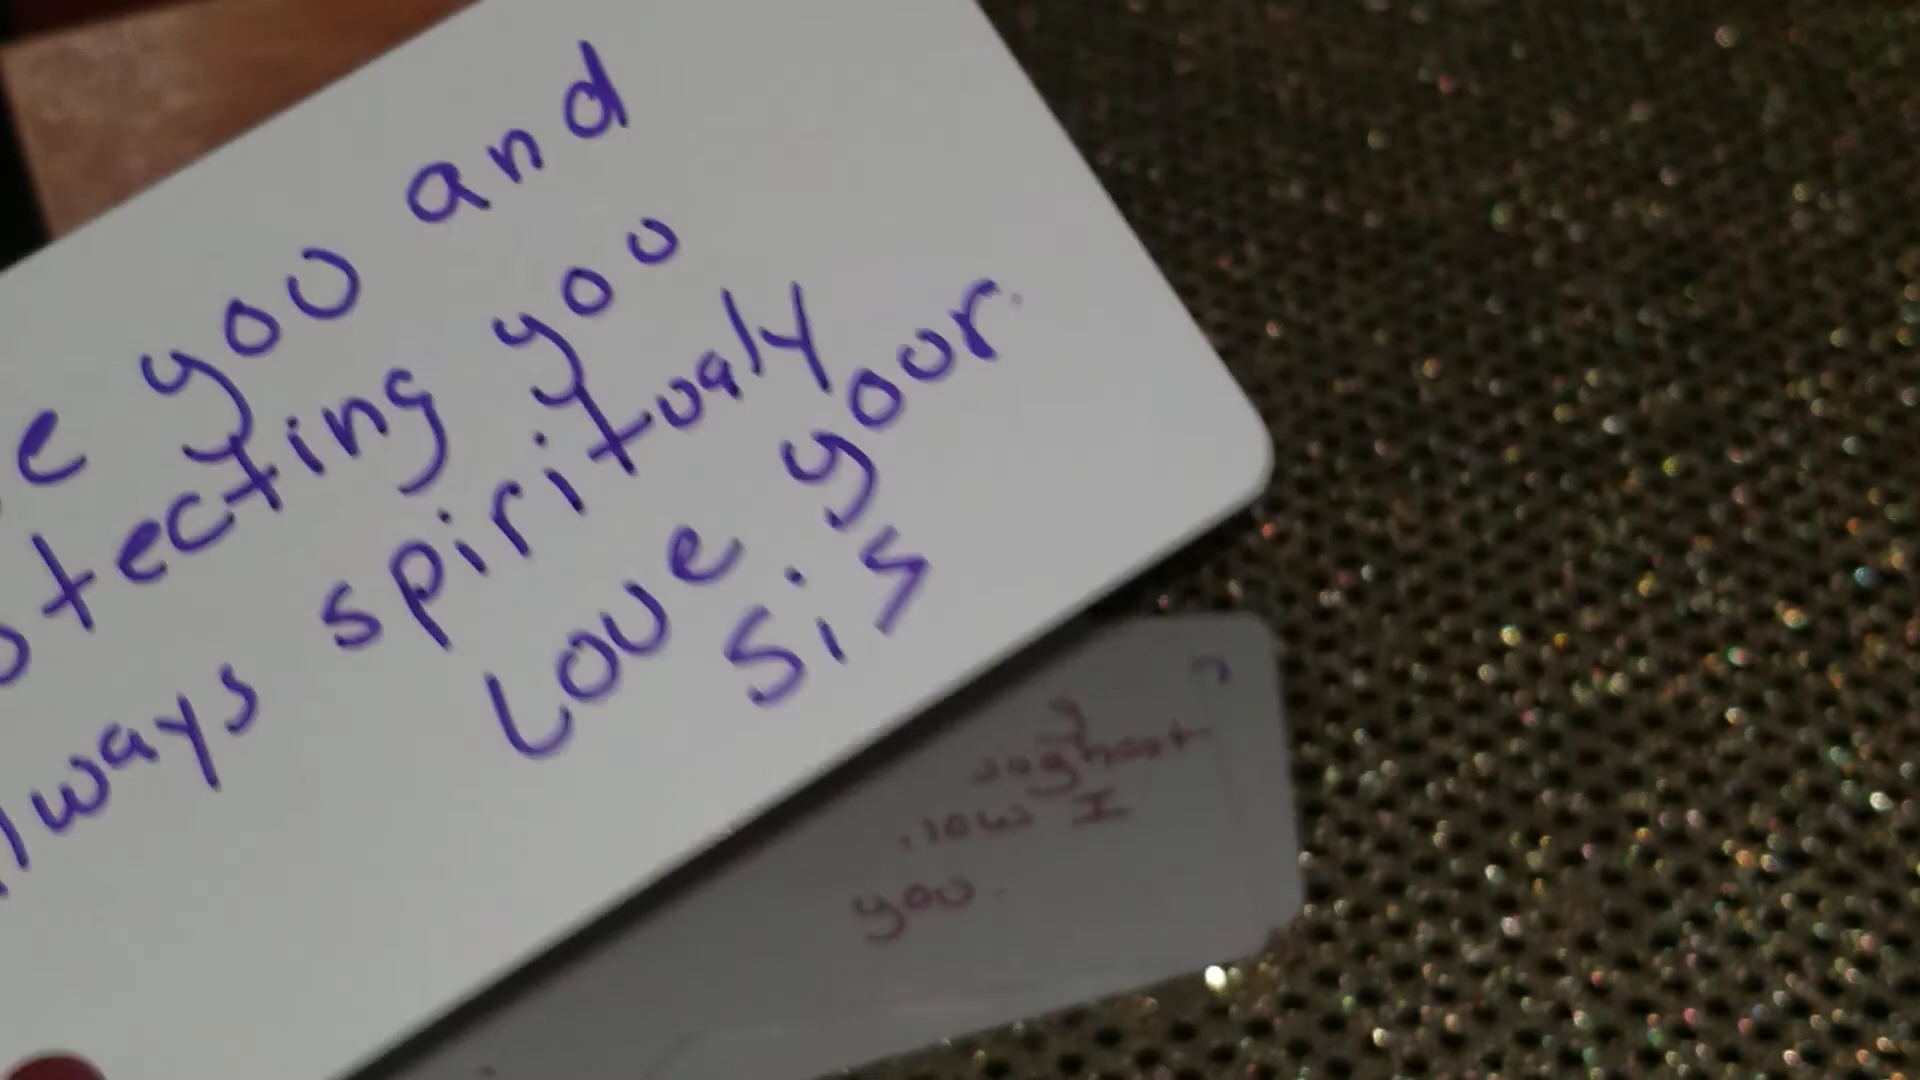 e you and
otecting you
lways spiritualy
Love your
Sis
I
you